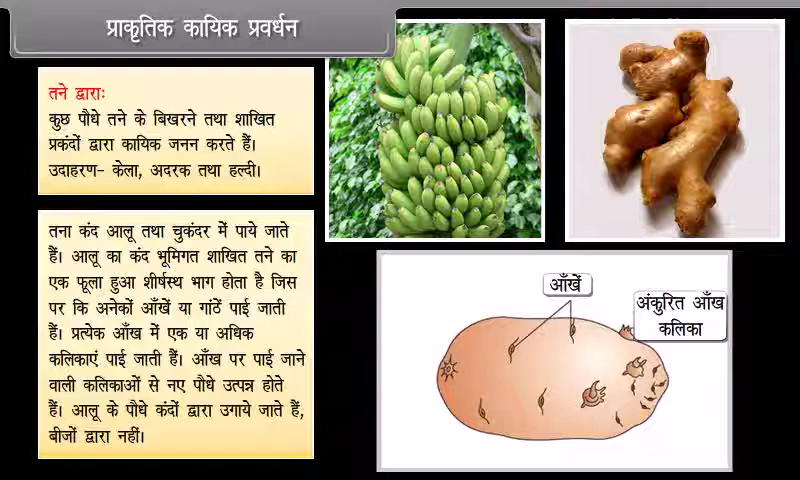 प्राकृतिक कायिक प्रवर्धन
तने द्वाराः
कुछ पौधे तने के बिखरने तथा शाखित
प्रकंदों द्वारा कायिक जनन करते हैं।
उदाहरण- केला, अदरक तथा हल्दी।
तना कंद आलू तथा चुकंदर में पाये जाते
हैं। आलू का कंद भूमिगत शाखित तने का
एक फूला हुआ शीर्षस्थ भाग होता है जिस
पर कि अनेकों आँखें या गांठें पाई जाती
हैं। प्रत्येक आँख में एक या अधिक
कलिकाएं पाई जाती हैं। आँख पर पाई जाने
वाली कलिकाओं से नए पौधे उत्पन्न होते
हैं। आलू के पौधे कंदों द्वारा उगाये जाते हैं,
बीजों द्वारा नहीं।
आँखें
अंकुरित आँख
कलिका